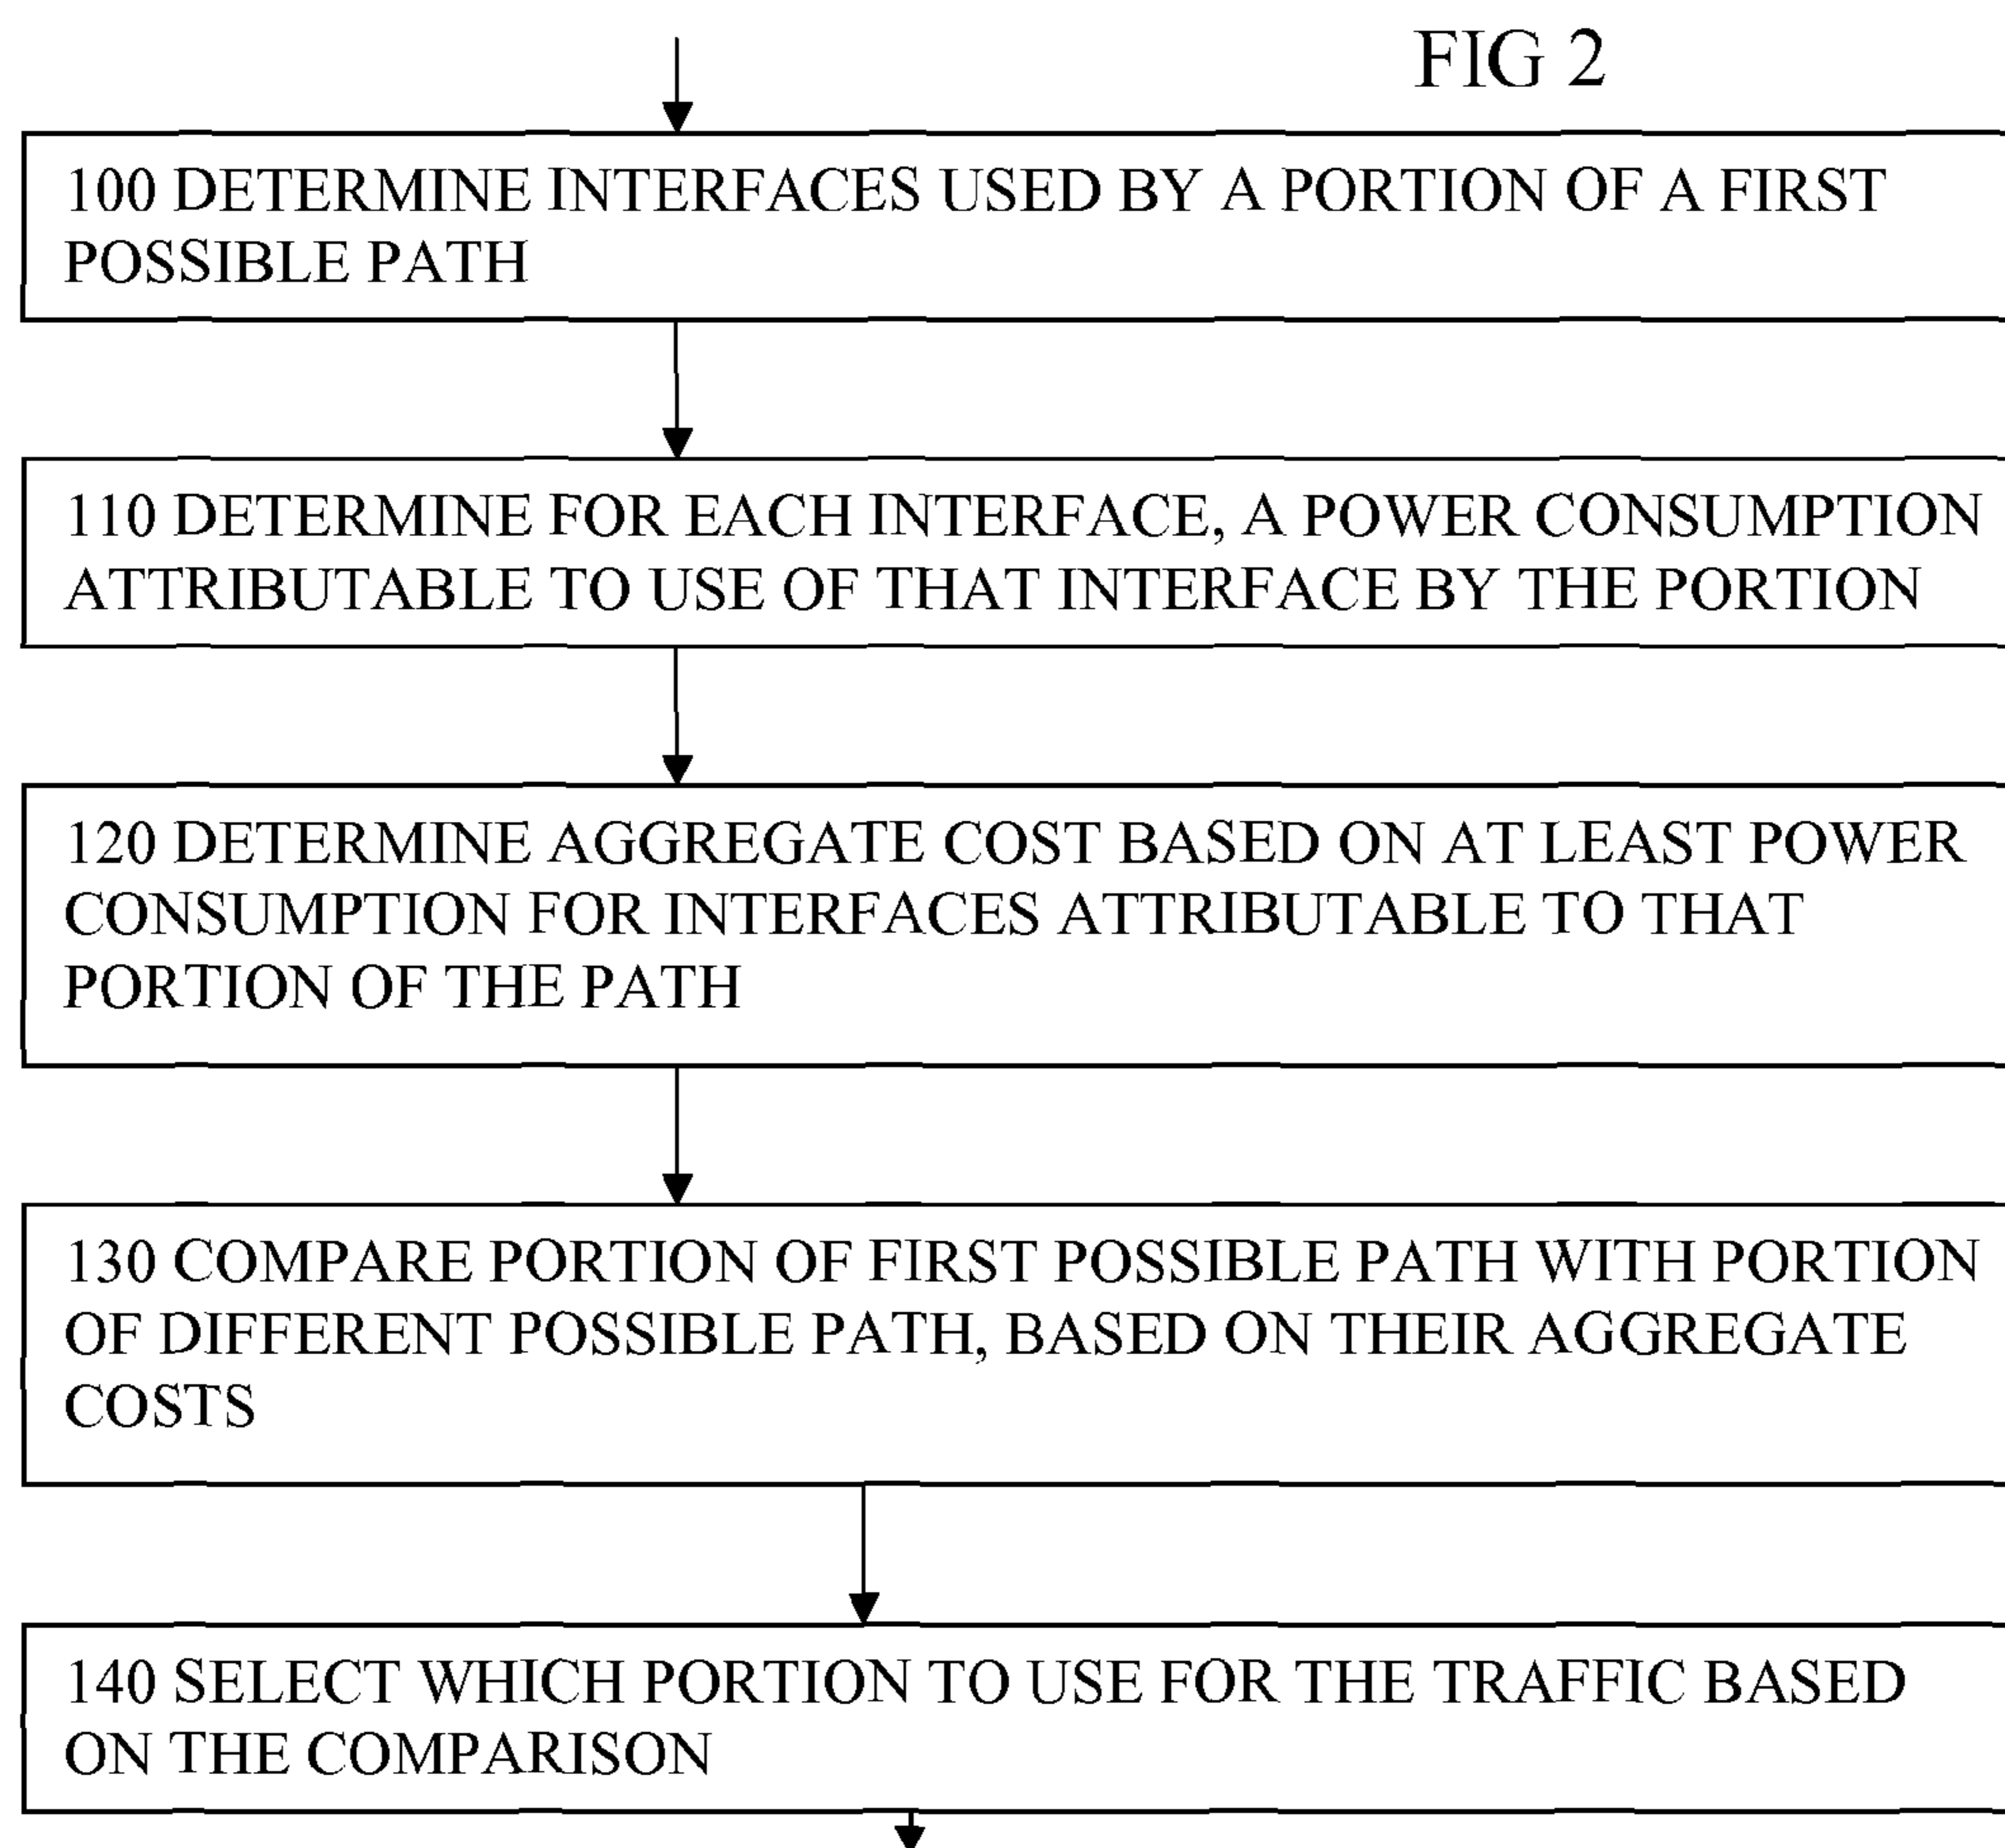 FIG 2
100 DETERMINE INTERFACES USED BY A PORTION OF A FIRST
POSSIBLE PATH
110 DETERMINE FOR EACH INTERFACE, A POWER CONSUMPTION
ATTRIBUTABLE TO USE OF THAT INTERFACE BY THE PORTION
120 DETERMINE AGGREGATE COST BASED ON AT LEAST POWER
CONSUMPTION FOR INTERFACES ATTRIBUTABLE TO THAT
PORTION OF THE PATH
130 COMPARE PORTION OF FIRST POSSIBLE PATH WITH PORTION
OF DIFFERENT POSSIBLE PATH, BASED ON THEIR AGGREGATE
COSTS
140 SELECT WHICH PORTION TO USE FOR THE TRAFFIC BASED
ON THE COMPARISON